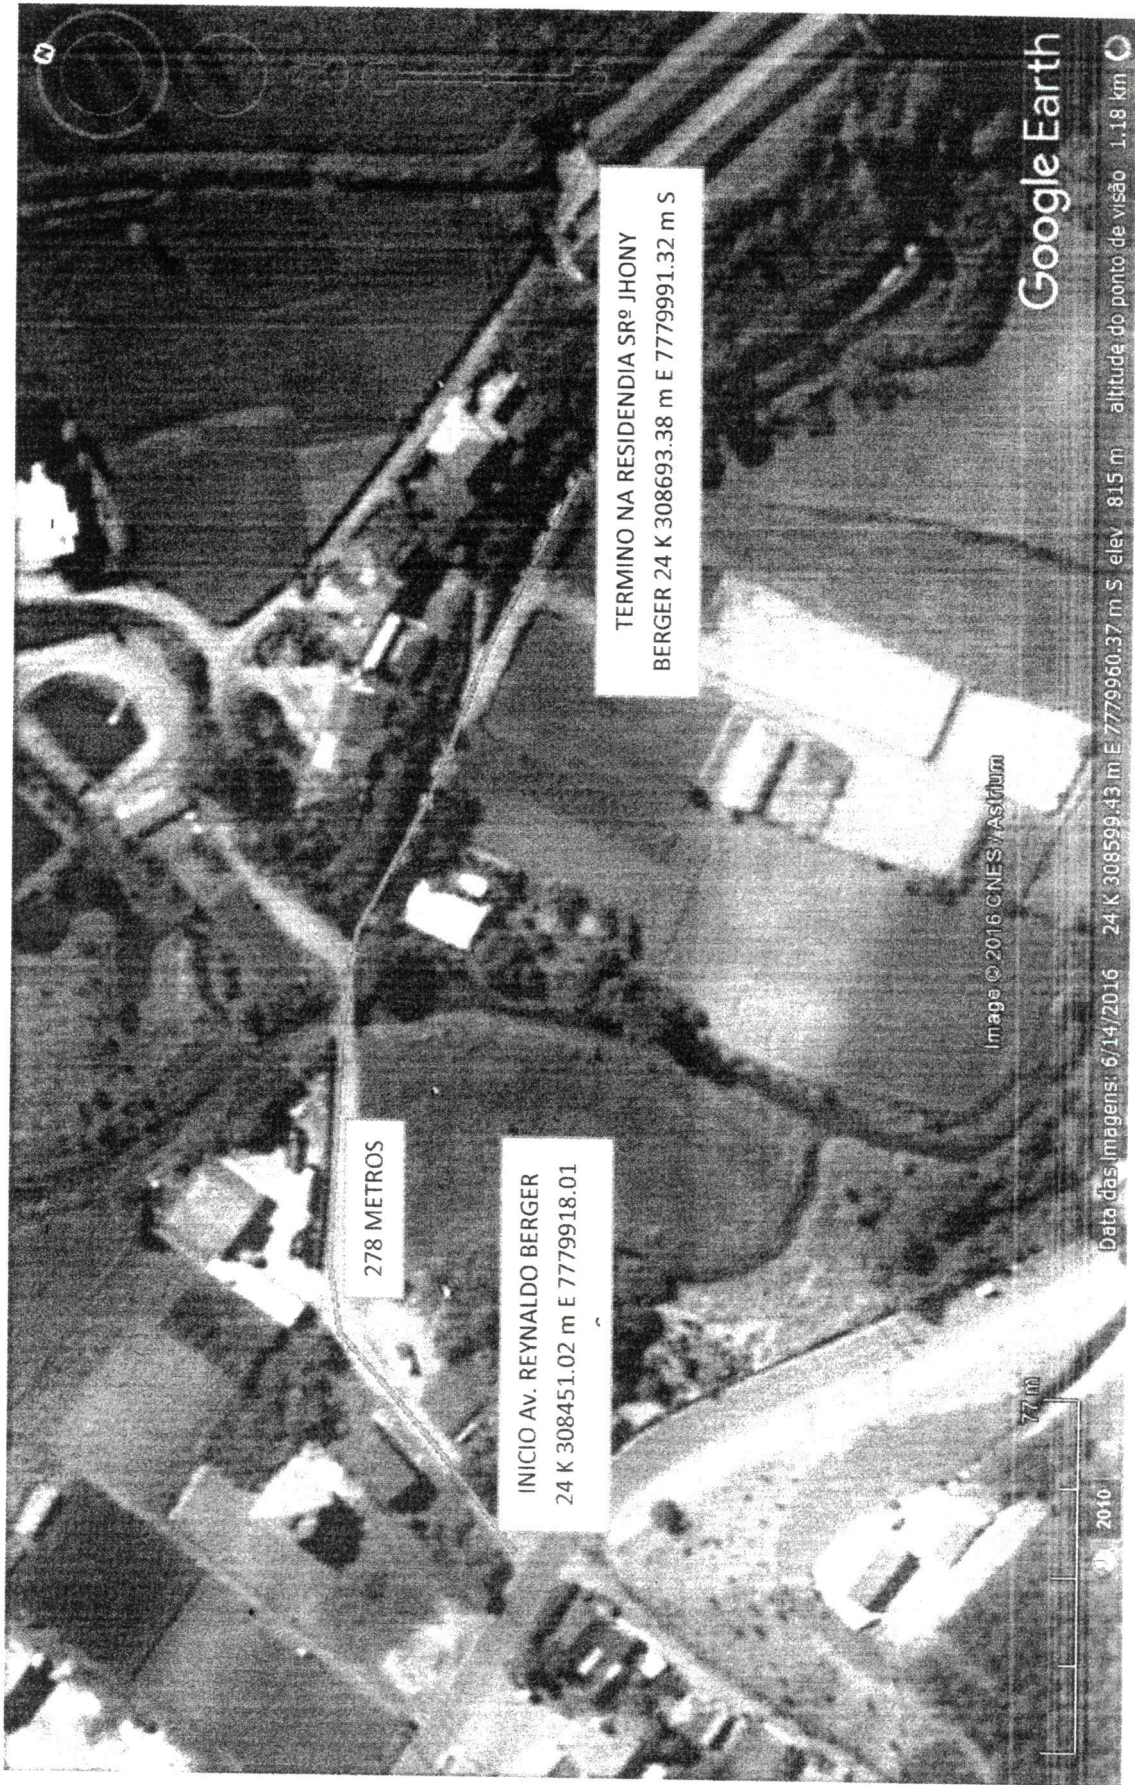 N
TERMINO NA RESIDENDIA SRº JHONY
BERGER 24 K 308693.38 m E 7779991.32 m S
278 METROS
INICIO Av. REYNALDO BERGER
24 K 308451.02 m E 7779918.01
Image © 2016 CNES / Astrium
Google Earth
77 m
2010
Data das imagens: 6/14/2016 24 K 308599.43 m E 7779960.37 m S elev 815 m altitude do ponto de visão 1.18 km